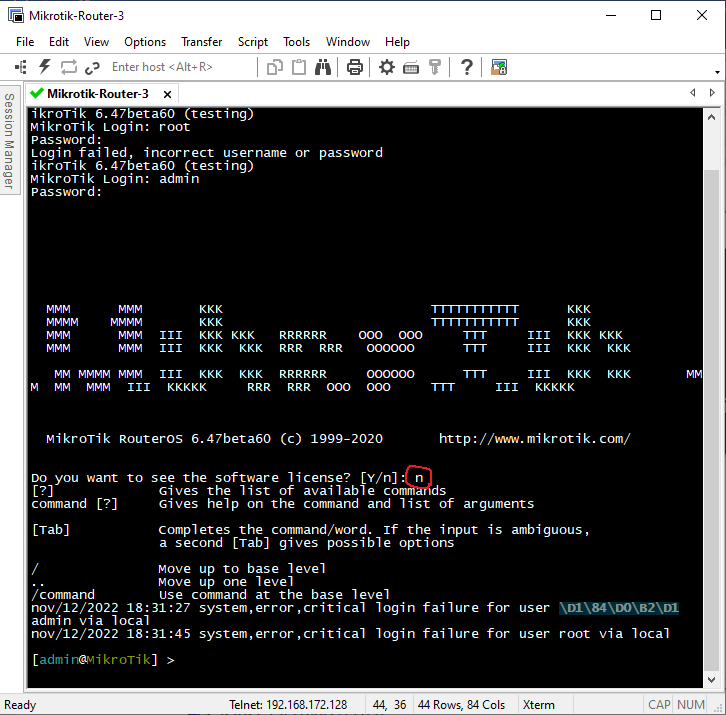 Mikrotik-Router-3
File Edit View Options Transfer Script Tools Window Help
Enter host <Alt+R>
Session Manager
Mikrotik-Router-3
ikroTik 6.47beta60 (testing)
MikroTik Login: root
Password:
Login failed, incorrect username or password
ikroTik 6.47beta60 (testing)
MikroTik Login: admin
Password:
MMM      MMM       KKK                          TTTTTTTTTTT      KKK
MMMM    MMMM       KKK                          TTTTTTTTTTT      KKK
MMM      MMM  III  KKK KKK   RRRRRR    OOO  OOO     TTT     III  KKK KKK
MMM      MMM  III  KKK  KKK  RRR  RRR   OOOOOO      TTT     III  KKK  KKK
MM MMMM MMM  III  KKK  KKK  RRRRRR     OOOOOO      TTT     III  KKK  KKK       MM
M  MM  MMM  III  KKKKK     RRR  RRR  OOO  OOO     TTT     III  KKKKK
MikroTik RouterOS 6.47beta60 (c) 1999-2020       http://www.mikrotik.com/
Do you want to see the software license? [Y/n]: n
[?]             Gives the list of available commands
command [?]     Gives help on the command and list of arguments
[Tab]           Completes the command/word. If the input is ambiguous,
a second [Tab] gives possible options
/               Move up to base level
..              Move up one level
/command        Use command at the base level
nov/12/2022 18:31:27 system,error,critical login failure for user \D1\84\D0\B2\D1
admin via local
nov/12/2022 18:31:45 system,error,critical login failure for user root via local
[admin@MikroTik] >
Ready Telnet: 192.168.172.128 44, 36 44 Rows, 84 Cols Xterm CAP NUM